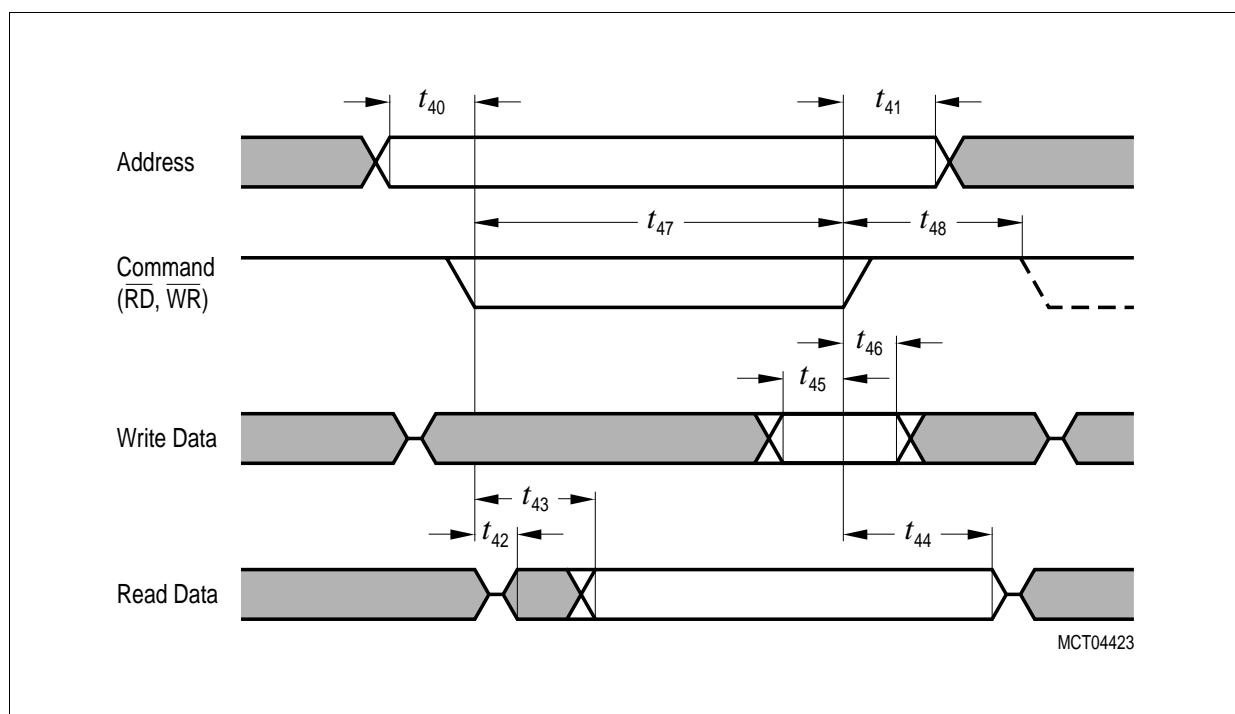 t40
t41
Address
t47
t48
Command
(RD, WR)
t46
t45
Write Data
t43
t42
t44
Read Data
MCT04423